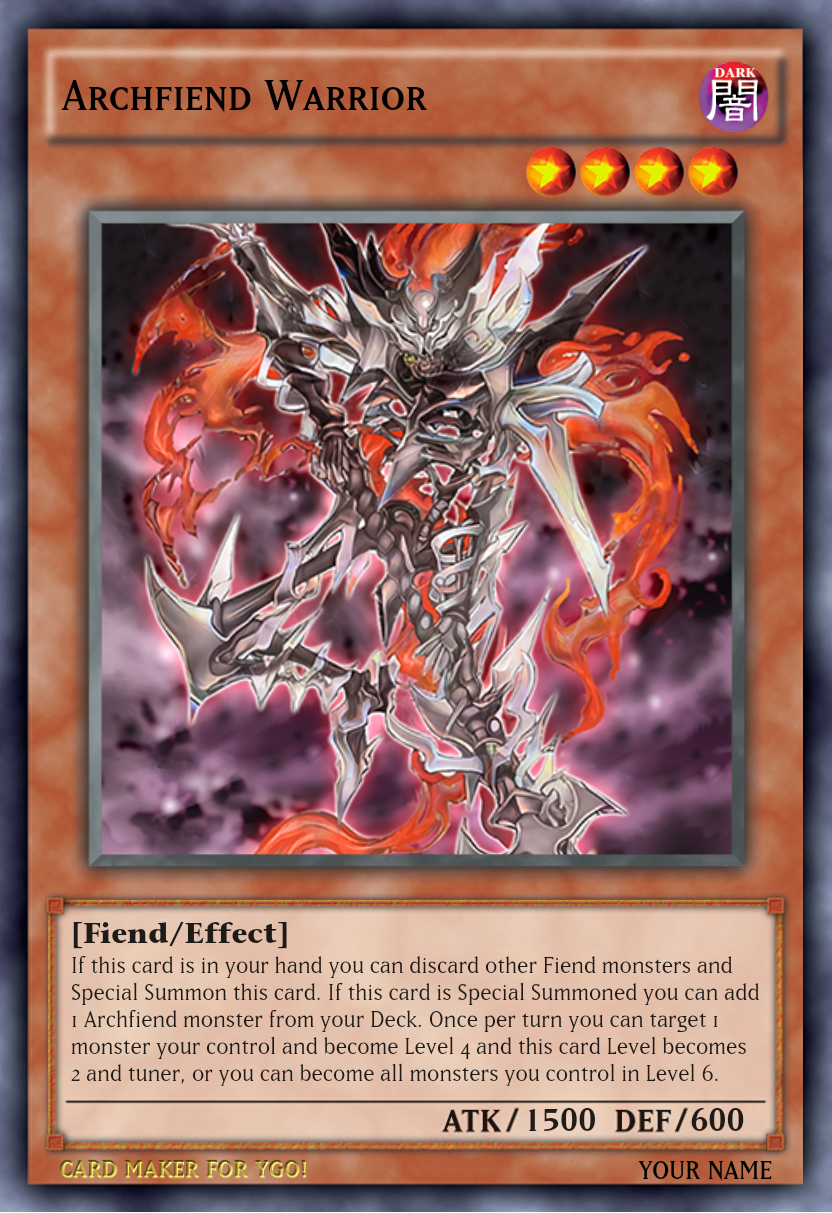 Archfiend Warrior
DARK
闇
[Fiend/Effect]
If this card is in your hand you can discard other Fiend monsters and
Special Summon this card. If this card is Special Summoned you can add
1 Archfiend monster from your Deck. Once per turn you can target 1
monster your control and become Level 4 and this card Level becomes
2 and tuner, or you can become all monsters you control in Level 6.
ATK/1500 DEF/600
CARD MAKER FOR YGO! YOUR NAME